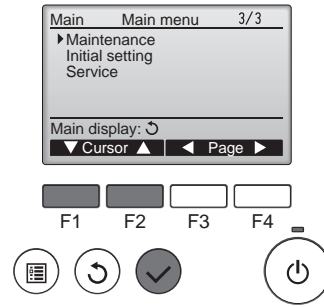 Main Main menu 3/3
Maintenance
Initial setting
Service
Main display:
Cursor Page
F1 F2 F3 F4